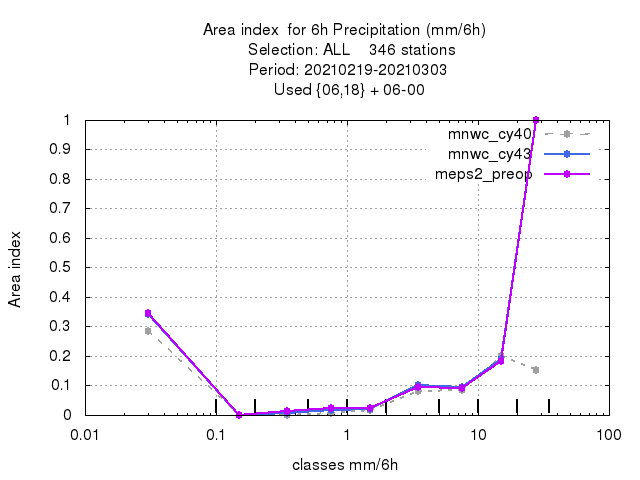 Area index  for 6h Precipitation (mm/6h)
Selection: ALL    346 stations
Period: 20210219-20210303
Used {06,18} + 06-00
mnwc_cy40
mnwc_cy43
meps2_preop
Area index
1
0.9
0.8
0.7
0.6
0.5
0.4
0.3
0.2
0.1
0
0.01
0.1
1
10
100
classes mm/6h